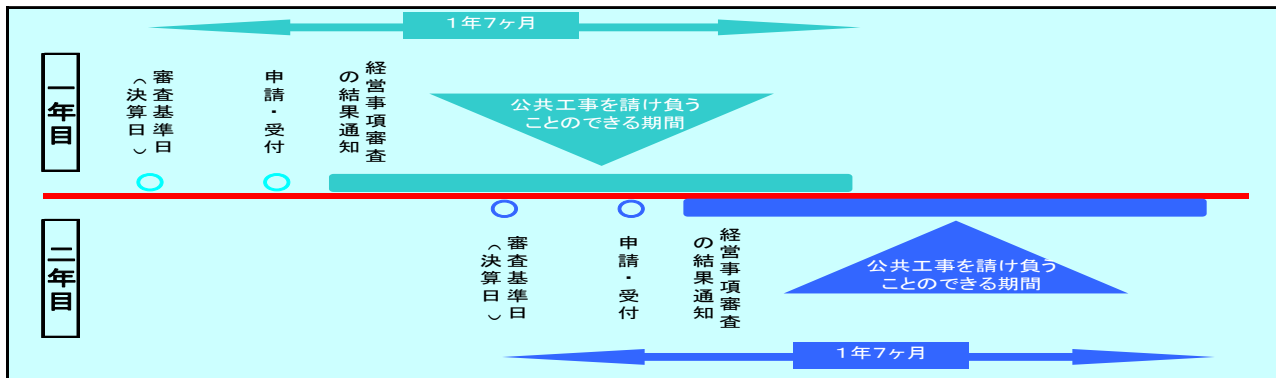 1年7ヶ月
一年目
審査基準日
（決算日）
申請・受付
経営事項審査
の結果通知
公共工事を請け負う
ことのできる期間
二年目
審査基準日
（決算日）
申請・受付
経営事項審査
の結果通知
公共工事を請け負う
ことのできる期間
1年7ヶ月